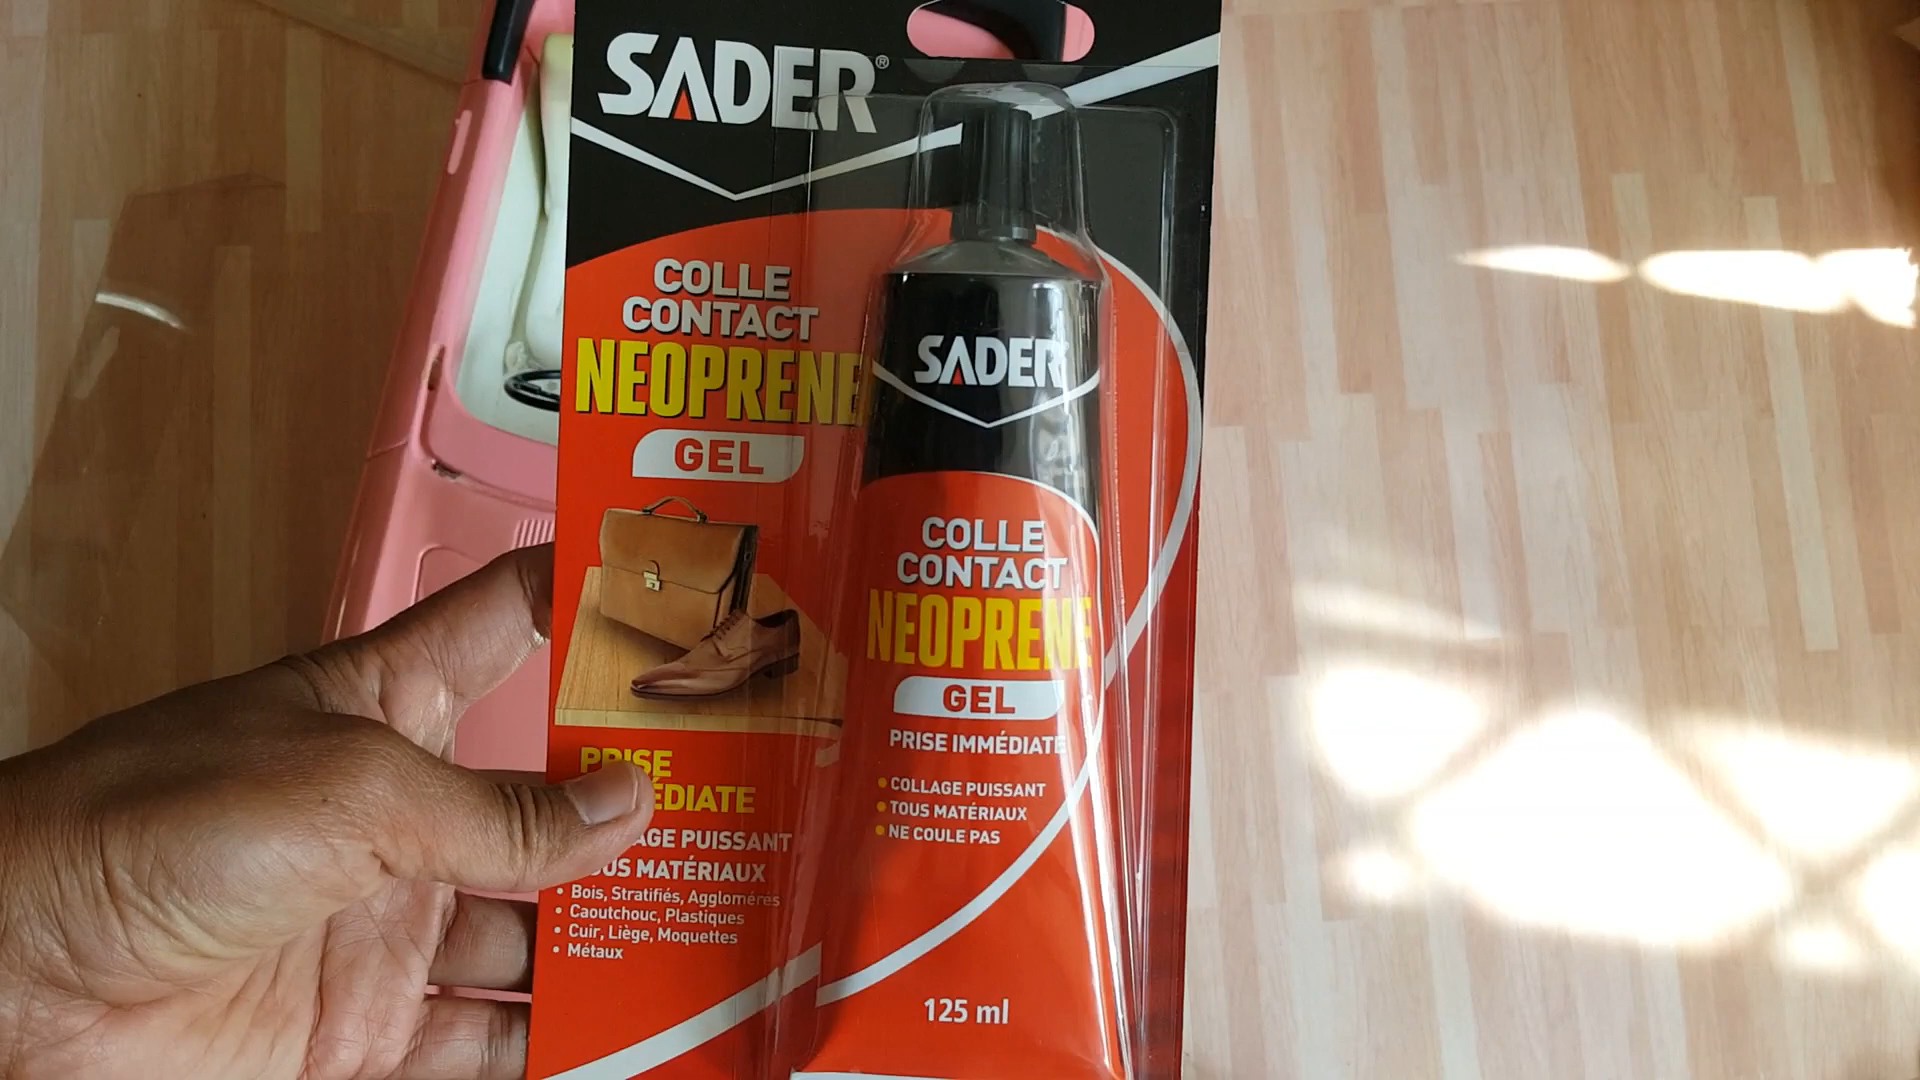 SADER®
COLLE
CONTACT
NEOPRENE
GEL
PRISE
MÉDIATE
AGE PUISSANT
OUS MATÉRIAUX
• Bois, Stratifiés, Agglomérés
• Caoutchouc, Plastiques
• Cuir, Liège, Moquettes
• Métaux
SADER
COLLE
CONTACT
NEOPRENE
GEL
PRISE IMMÉDIATE
• COLLAGE PUISSANT
• TOUS MATÉRIAUX
• NE COULE PAS
125 ml